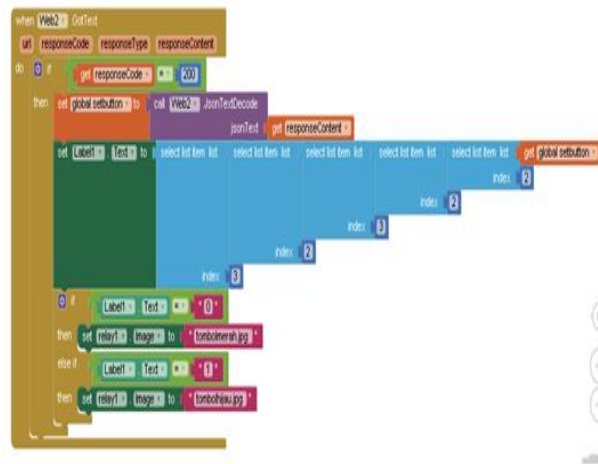 when Web2 .GotText
url responseCode responseType responseContent
do if get responseCode = 200
then set global setbutton to call Web2 .JsonTextDecode
jsonText get responseContent
set Label1 . Text to select list item list select list item list select list item list select list item list select list item list get global setbutton
index 2
index 2
index 3
index 2
index 3
if Label1 . Text = "0"
then set relay1 . Image to "tombolmerah.jpg"
else if Label1 . Text = "1"
then set relay1 . Image to "tombolhijau.jpg"